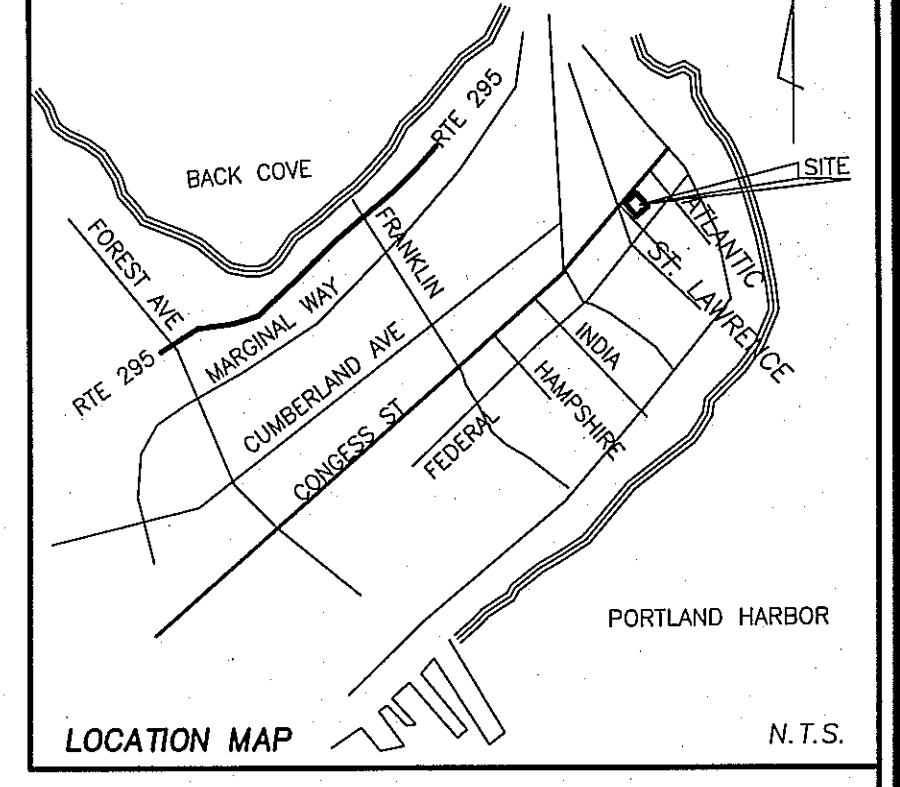 RTE 295
BACK COVE
SITE
FOREST AVE
FRANKLIN
ATLANTIC
ST. LAWRENCE
MARGINAL WAY
RTE 295
CUMBERLAND AVE
INDIA
HAMPSHIRE
CONGESS ST
FEDERAL
PORTLAND HARBOR
LOCATION MAP
N.T.S.